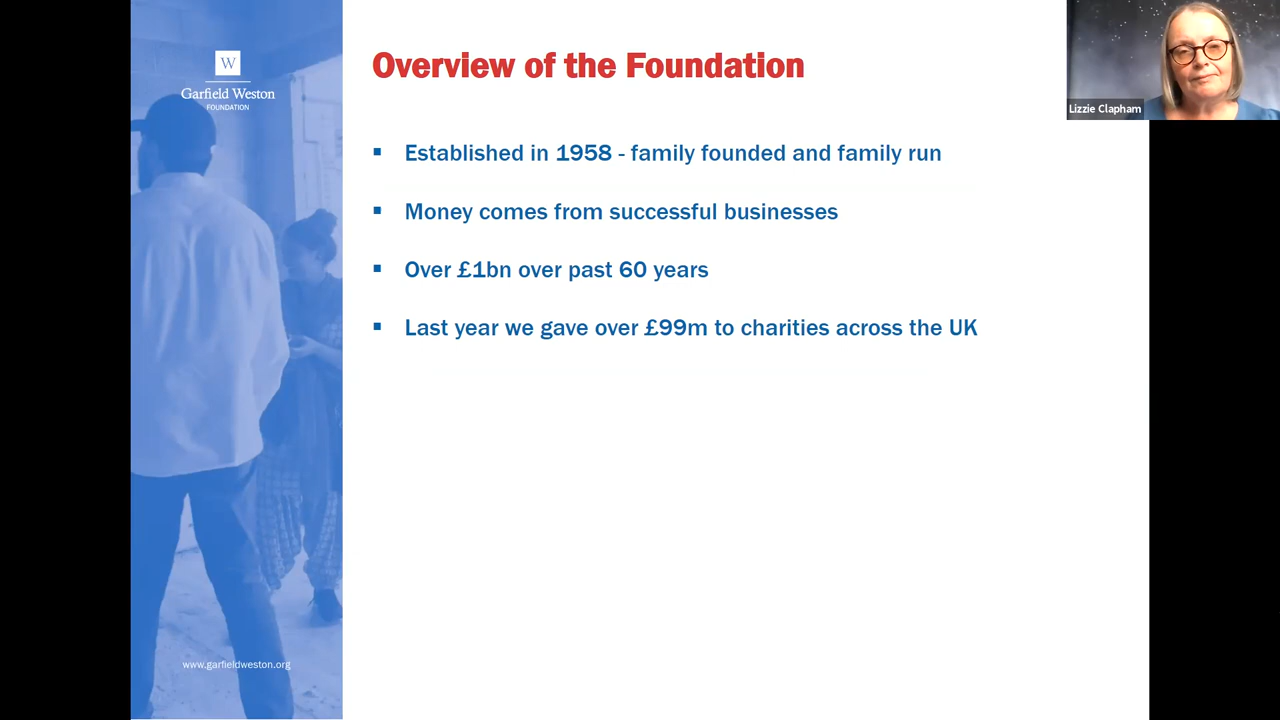 W
Garfield Weston
FOUNDATION
Overview of the Foundation
Lizzie Clapham
▪ Established in 1958 - family founded and family run
▪ Money comes from successful businesses
▪ Over £1bn over past 60 years
▪ Last year we gave over £99m to charities across the UK
www.garfieldweston.org